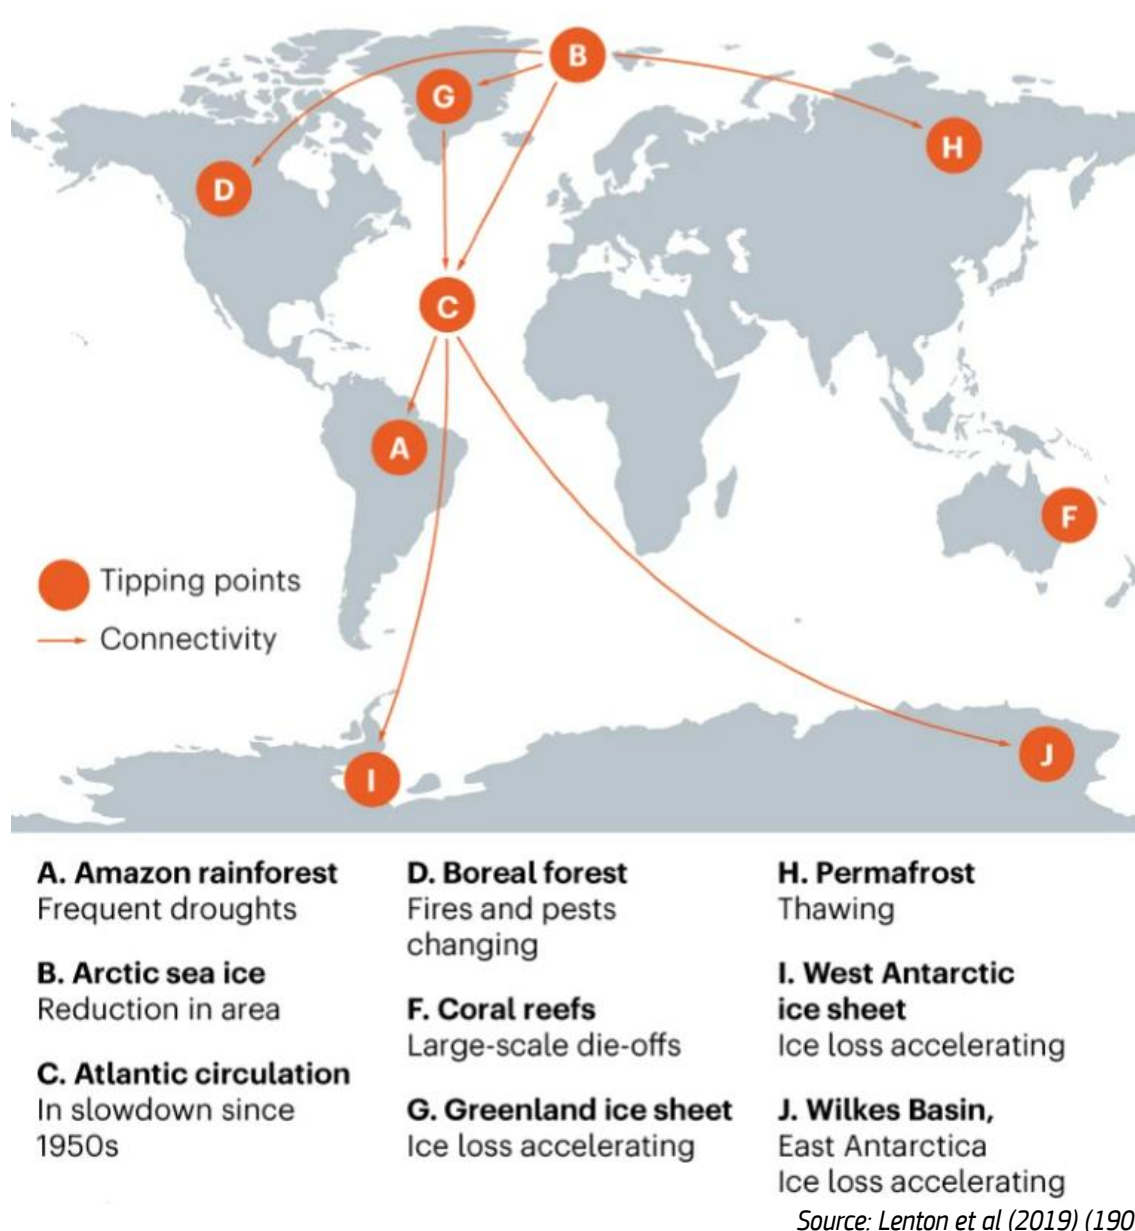 B
G
H
D
C
A
F
Tipping points
Connectivity
I
J
A. Amazon rainforest
Frequent droughts
B. Arctic sea ice
Reduction in area
C. Atlantic circulation
In slowdown since
1950s
D. Boreal forest
Fires and pests
changing
F. Coral reefs
Large-scale die-offs
G. Greenland ice sheet
Ice loss accelerating
H. Permafrost
Thawing
I. West Antarctic
ice sheet
Ice loss accelerating
J. Wilkes Basin,
East Antarctica
Ice loss accelerating
Source: Lenton et al (2019) (190